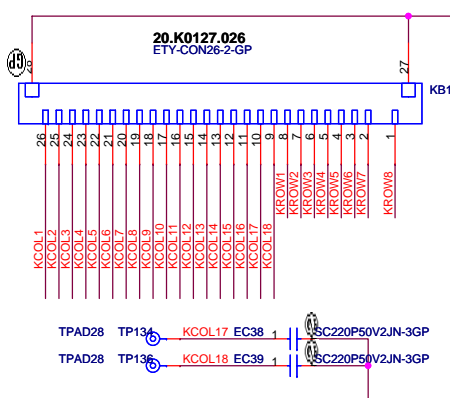 20.K0127.026
ETY-CON26-2-GP
28
27
KB1
26 25 24 23 22 21 20 19 18 17 16 15 14 13 12 11 10 9 8 7 6 5 4 3 2 1
KCOL1
KCOL2
KCOL3
KCOL4
KCOL5
KCOL6
KCOL7
KCOL8
KCOL9
KCOL10
KCOL11
KCOL12
KCOL13
KCOL14
KCOL15
KCOL16
KCOL17
KCOL18
KROW1
KROW2
KROW3
KROW4
KROW5
KROW6
KROW7
KROW8
TPAD28 TP134 KCOL17 EC38 1 SC220P50V2JN-3GP
TPAD28 TP136 KCOL18 EC39 1 SC220P50V2JN-3GP